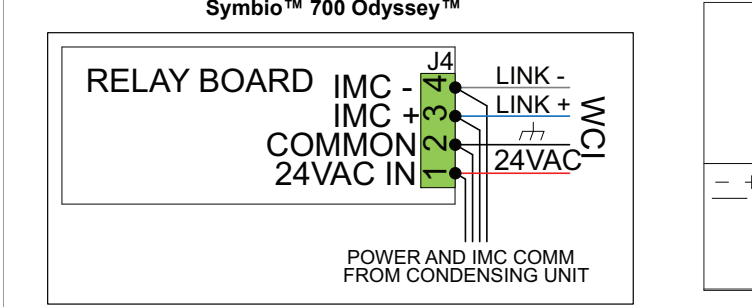 Symbio™ 700 Odyssey™
RELAY BOARD
J4
IMC - 4 LINK -
IMC + 3 LINK +
COMMON 2
24VAC IN 1 24VAC
WCI
POWER AND IMC COMM
FROM CONDENSING UNIT
− +